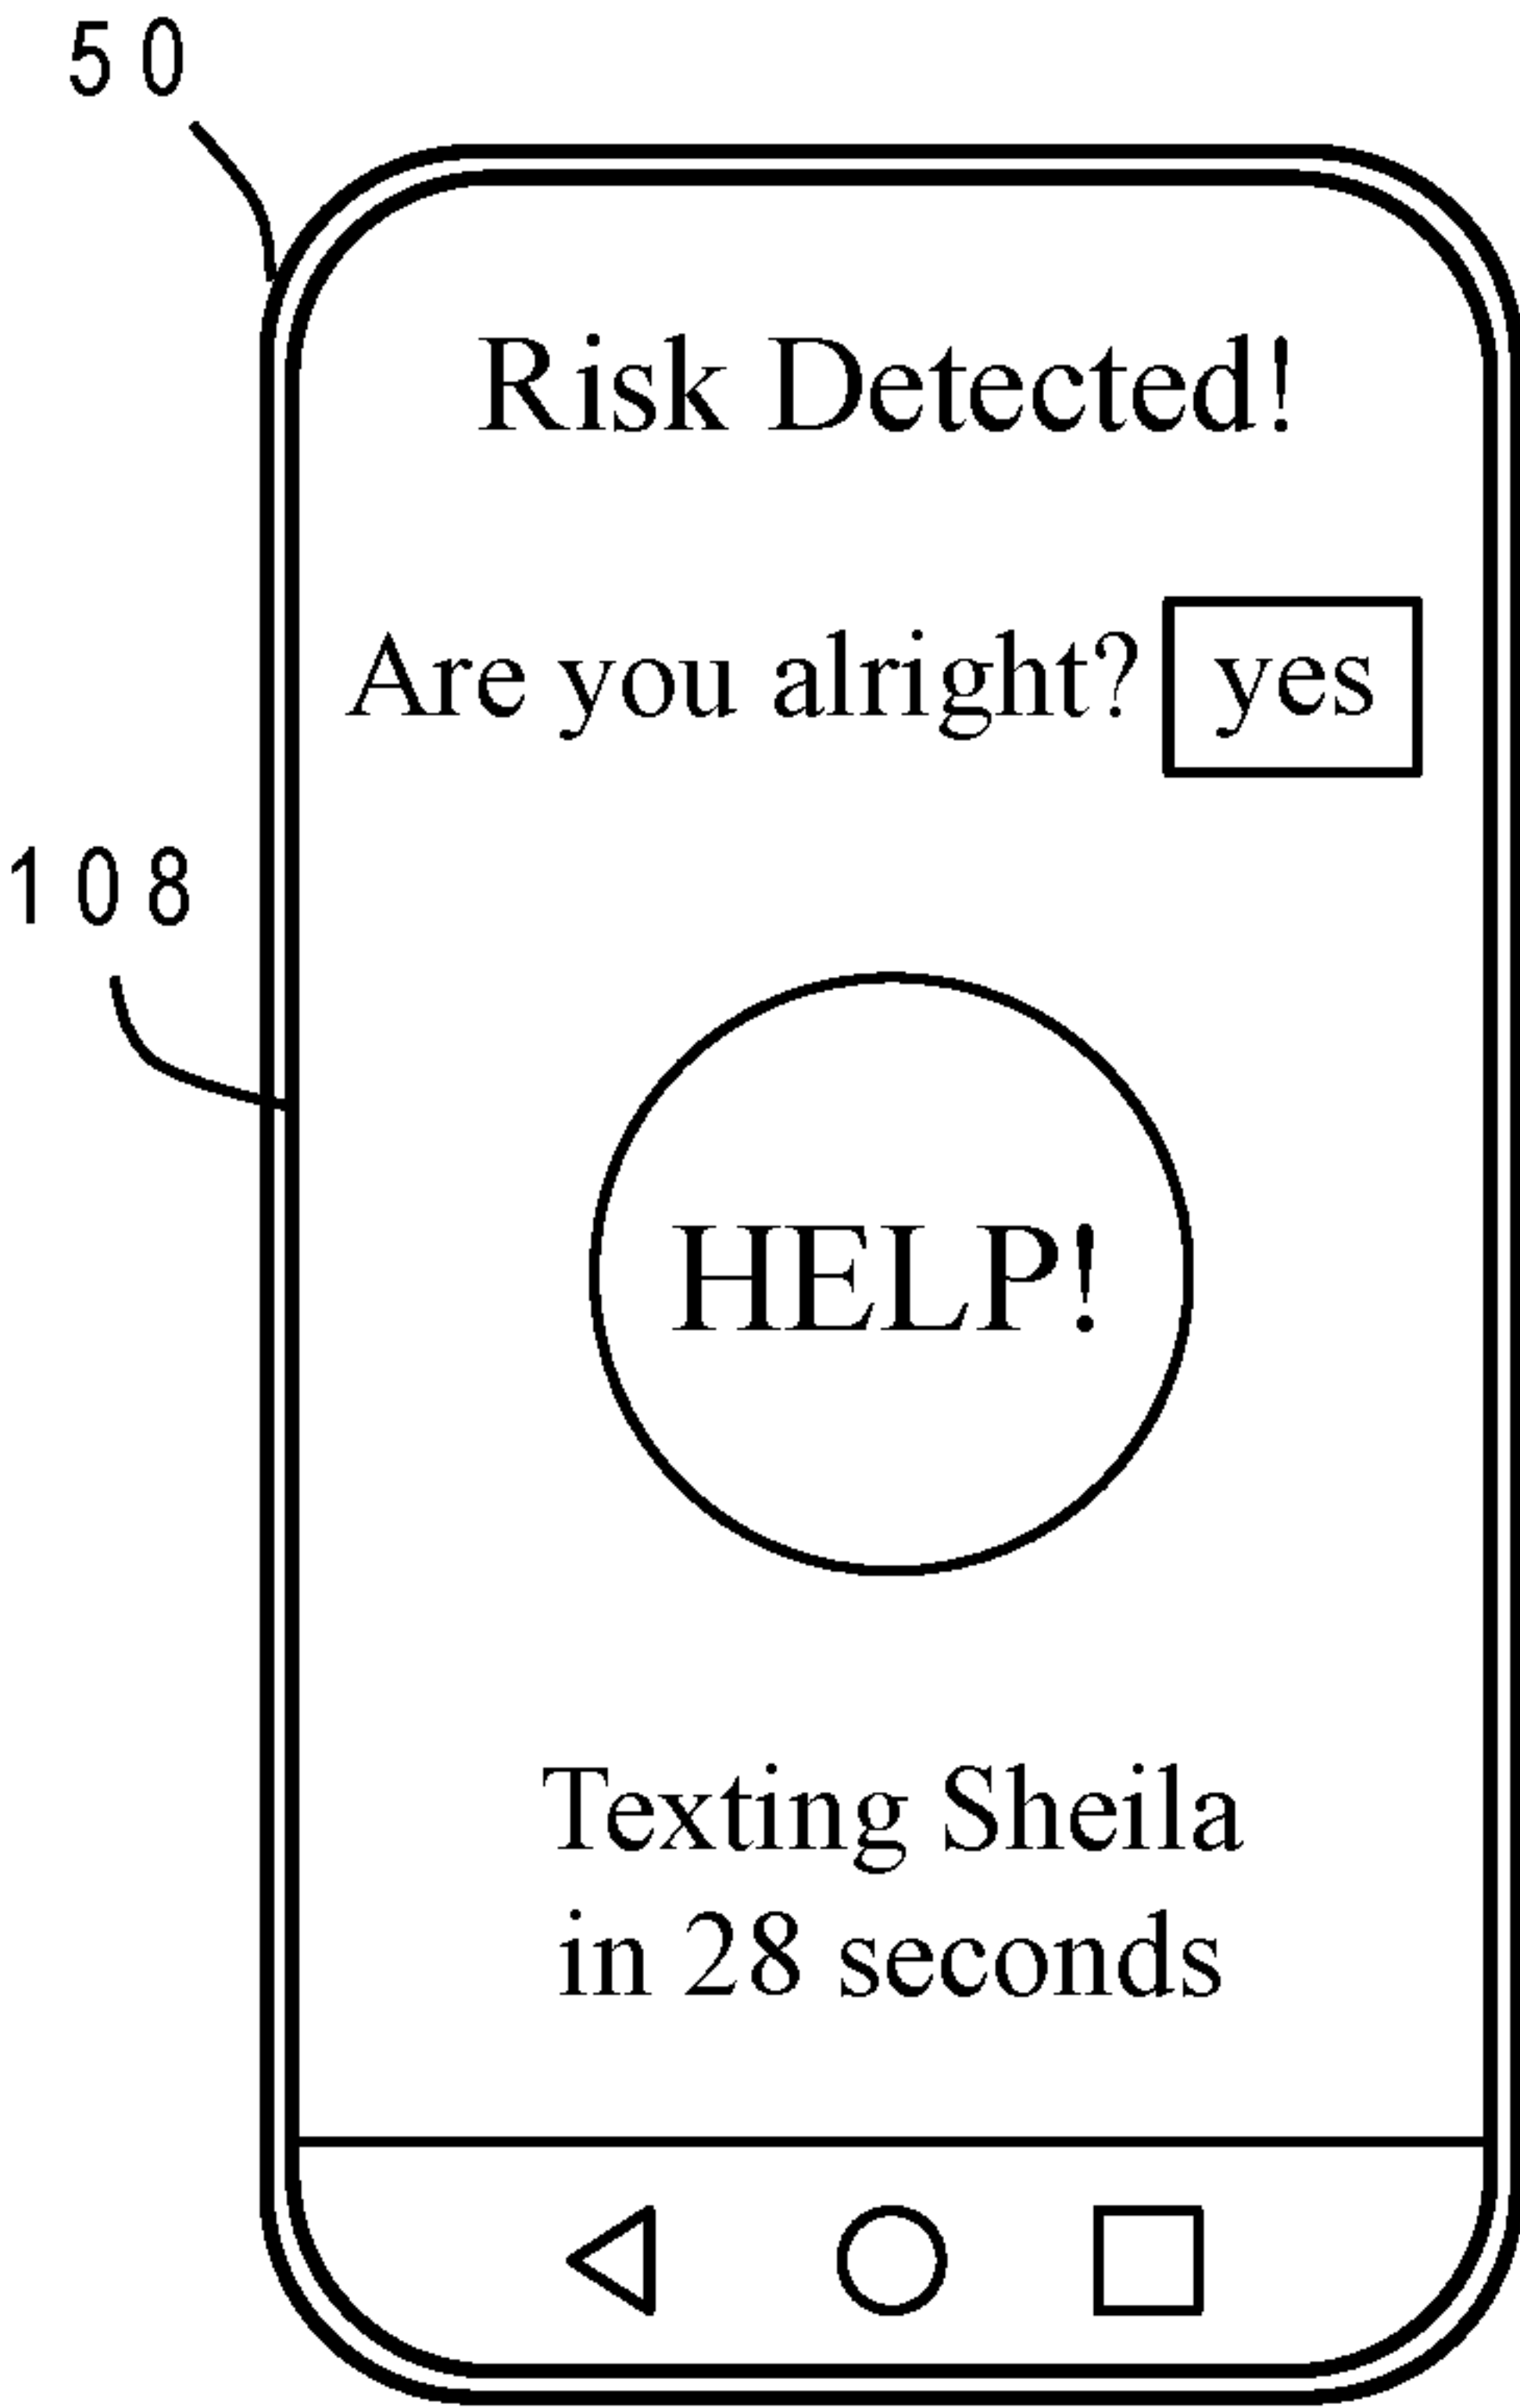 50
Risk Detected!
Are you alright? yes
108
HELP!
Texting Sheila
in 28 seconds